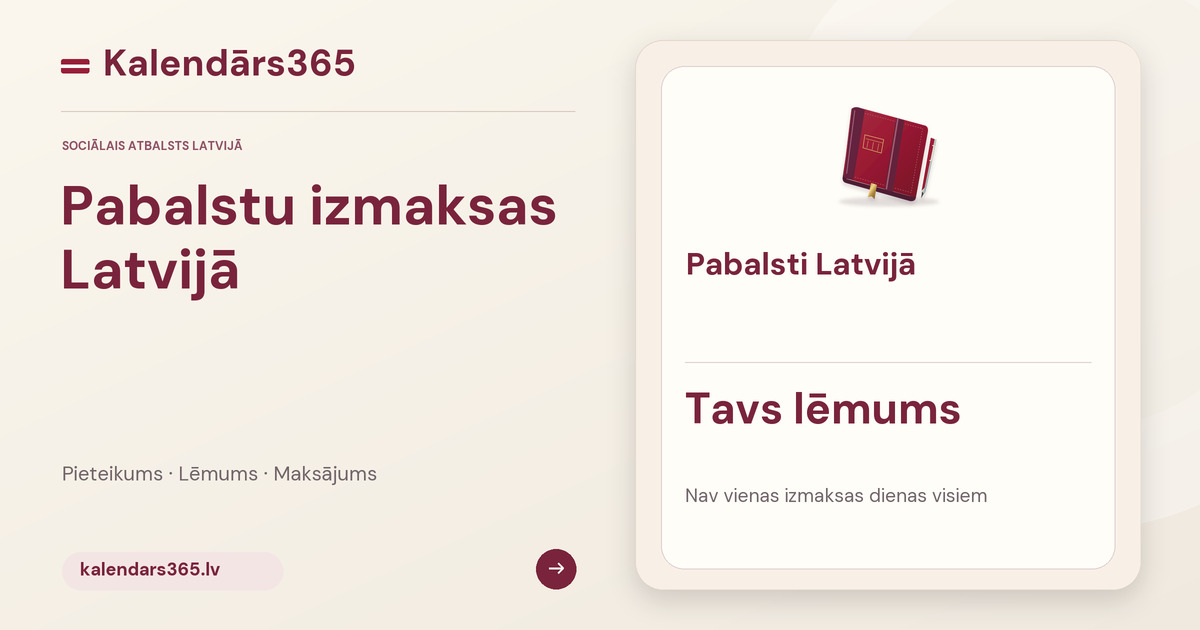 Kalendārs365
SOCIĀLAIS ATBALSTS LATVIJĀ
Pabalstu izmaksas
Latvijā
Pieteikums · Lēmums · Maksājums
kalendars365.lv
Pabalsti Latvijā
Tavs lēmums
Nav vienas izmaksas dienas visiem